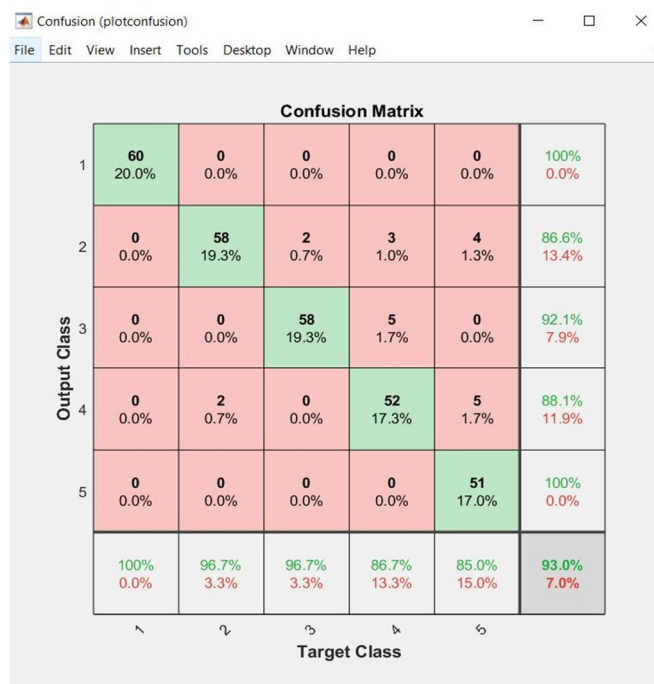 Confusion (plotconfusion)
File Edit View Insert Tools Desktop Window Help
Confusion Matrix
1
60 0 0 0 0 100%
20.0% 0.0% 0.0% 0.0% 0.0% 0.0%
2
0 58 2 3 4 86.6%
0.0% 19.3% 0.7% 1.0% 1.3% 13.4%
3
0 0 58 5 0 92.1%
0.0% 0.0% 19.3% 1.7% 0.0% 7.9%
4
0 2 0 52 5 88.1%
0.0% 0.7% 0.0% 17.3% 1.7% 11.9%
5
0 0 0 0 51 100%
0.0% 0.0% 0.0% 0.0% 17.0% 0.0%
100% 96.7% 96.7% 86.7% 85.0% 93.0%
0.0% 3.3% 3.3% 13.3% 15.0% 7.0%
1 2 3 4 5
Target Class
Output Class